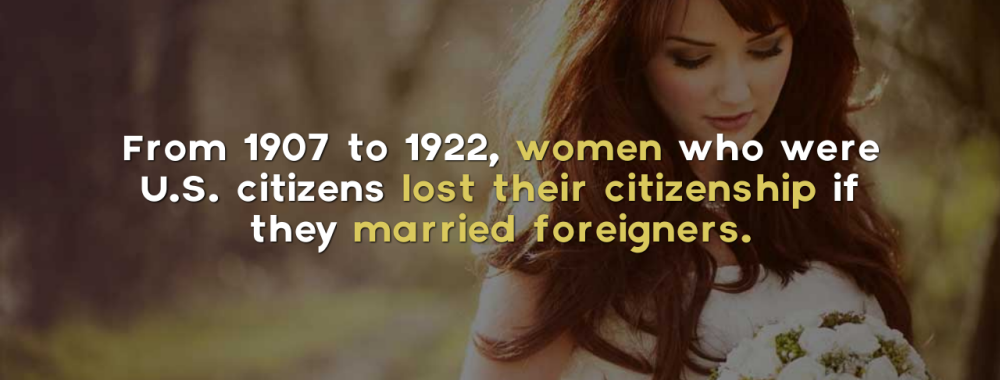 From 1907 to 1922, women who were
U.S. citizens lost their citizenship if
they married foreigners.